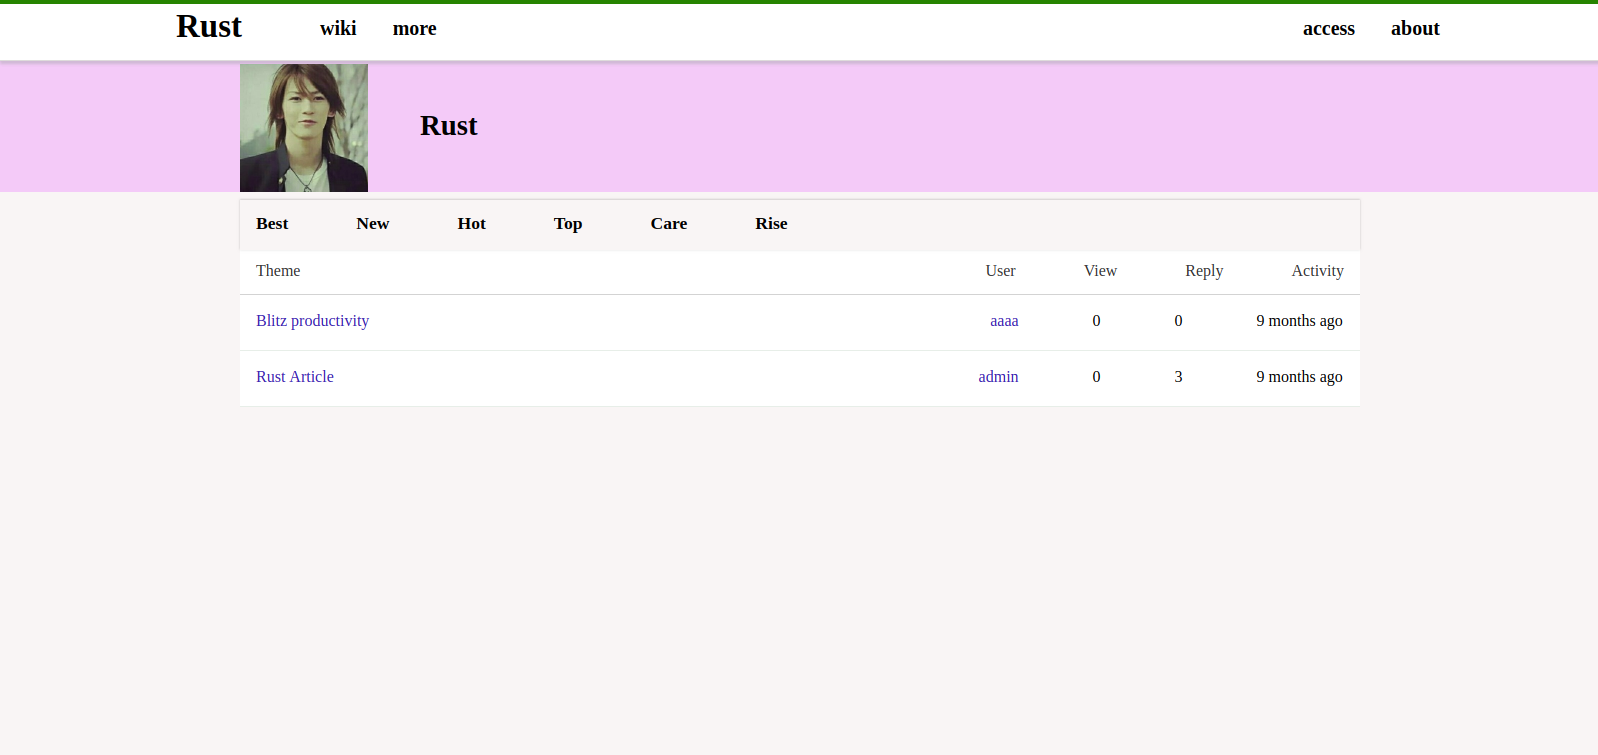 Rust wiki more access about
Rust
Best New Hot Top Care Rise
Theme User View Reply Activity
Blitz productivity aaaa 0 0 9 months ago
Rust Article admin 0 3 9 months ago